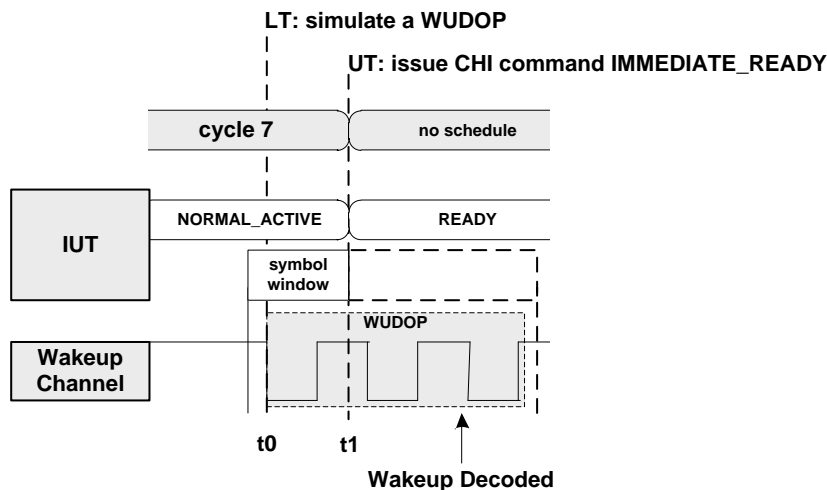 LT: simulate a WUDOP
UT: issue CHI command IMMEDIATE_READY
cycle 7
no schedule
IUT
NORMAL_ACTIVE
READY
symbol
window
WUDOP
Wakeup
Channel
t0
t1
Wakeup Decoded